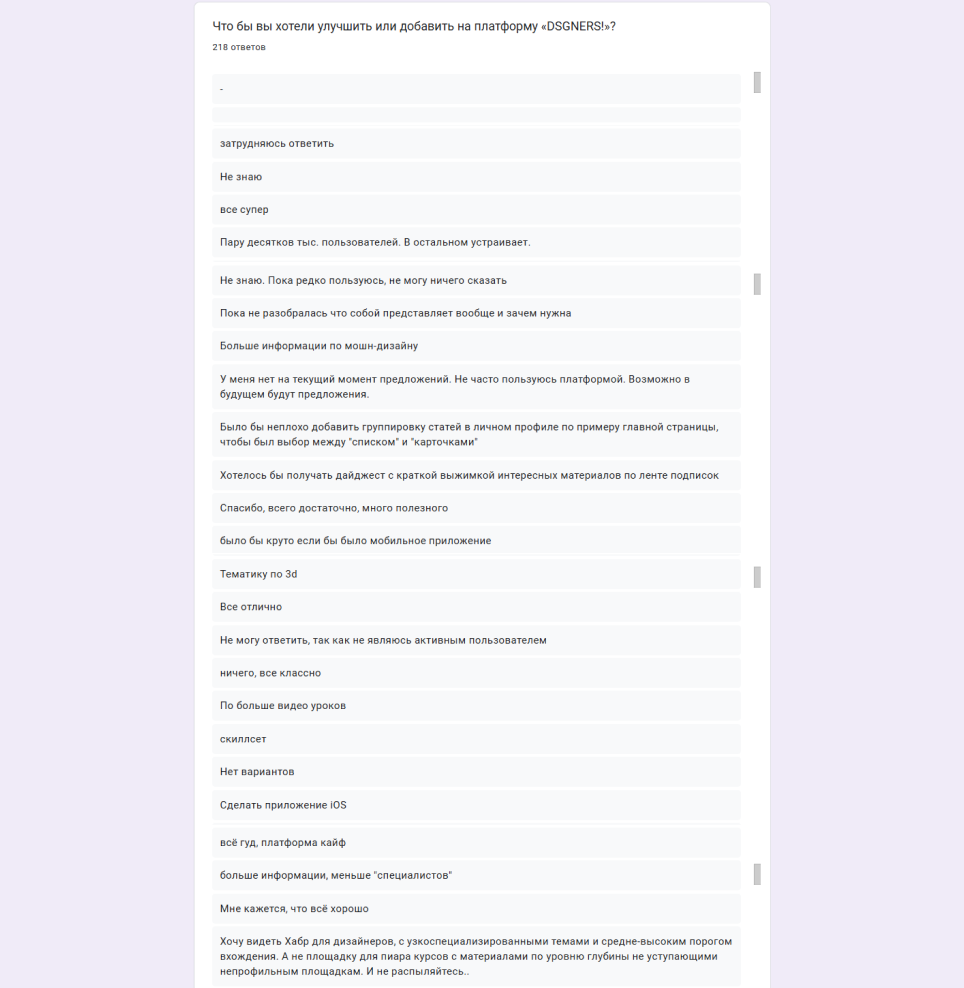 Что бы вы хотели улучшить или добавить на платформу «DSGNERS!»?
218 ответов
-
затрудняюсь ответить
Не знаю
все супер
Пару десятков тыс. пользователей. В остальном устраивает.
Не знаю. Пока редко пользуюсь, не могу ничего сказать
Пока не разобралась что собой представляет вообще и зачем нужна
Больше информации по мошн-дизайну
У меня нет на текущий момент предложений. Не часто пользуюсь платформой. Возможно в
будущем будут предложения.
Было бы неплохо добавить группировку статей в личном профиле по примеру главной страницы,
чтобы был выбор между "списком" и "карточками"
Хотелось бы получать дайджест с краткой выжимкой интересных материалов по ленте подписок
Спасибо, всего достаточно, много полезного
было бы круто если бы было мобильное приложение
Тематику по 3d
Все отлично
Не могу ответить, так как не являюсь активным пользователем
ничего, все классно
По больше видео уроков
скиллсет
Нет вариантов
Сделать приложение iOS
всё гуд, платформа кайф
больше информации, меньше "специалистов"
Мне кажется, что всё хорошо
Хочу видеть Хабр для дизайнеров, с узкоспециализированными темами и средне-высоким порогом
вхождения. А не площадку для пиара курсов с материалами по уровню глубины не уступающими
непрофильным площадкам. И не распыляйтесь..